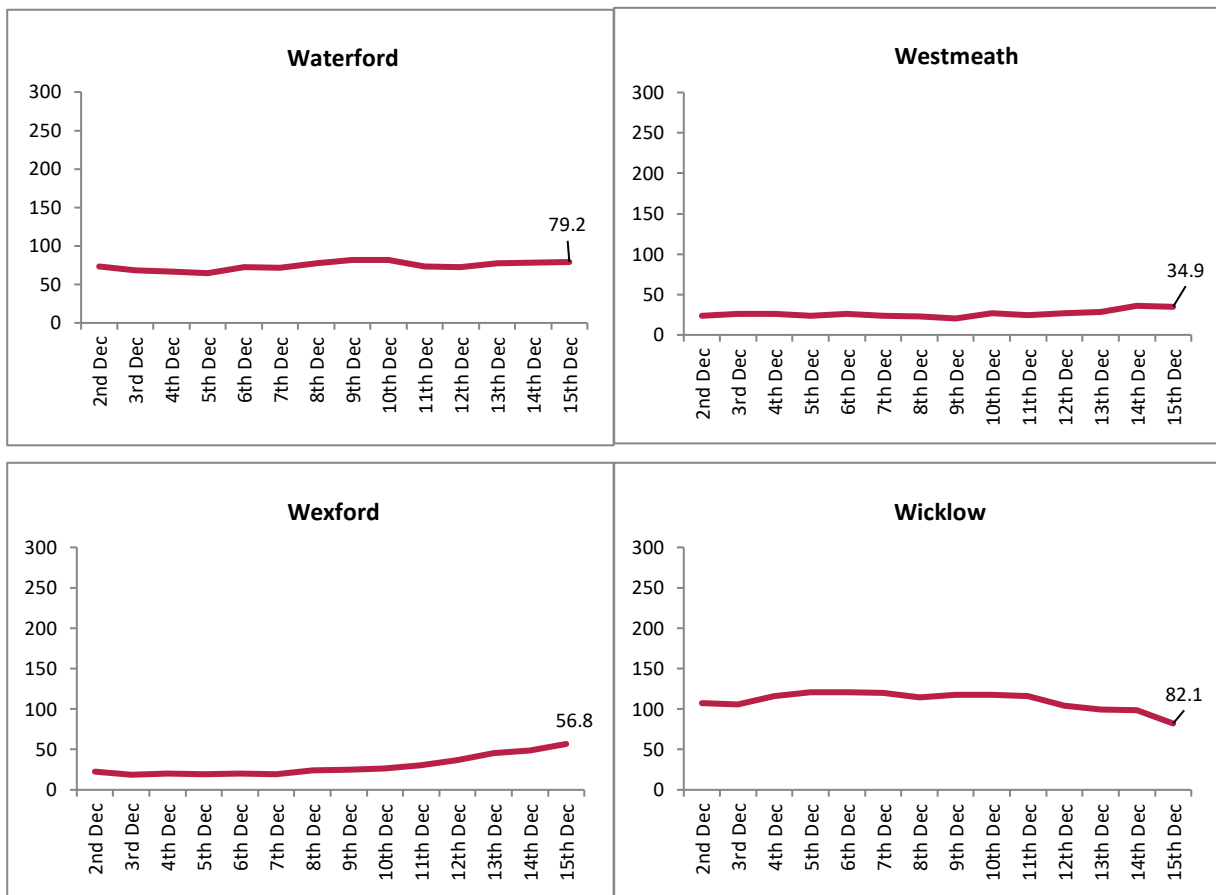 Waterford
300
250
200
150
100
50
0
79.2
2nd Dec
3rd Dec
4th Dec
5th Dec
6th Dec
7th Dec
8th Dec
9th Dec
10th Dec
11th Dec
12th Dec
13th Dec
14th Dec
15th Dec
Westmeath
300
250
200
150
100
50
0
34.9
2nd Dec
3rd Dec
4th Dec
5th Dec
6th Dec
7th Dec
8th Dec
9th Dec
10th Dec
11th Dec
12th Dec
13th Dec
14th Dec
15th Dec
Wexford
300
250
200
150
100
50
0
56.8
2nd Dec
3rd Dec
4th Dec
5th Dec
6th Dec
7th Dec
8th Dec
9th Dec
10th Dec
11th Dec
12th Dec
13th Dec
14th Dec
15th Dec
Wicklow
300
250
200
150
100
50
0
82.1
2nd Dec
3rd Dec
4th Dec
5th Dec
6th Dec
7th Dec
8th Dec
9th Dec
10th Dec
11th Dec
12th Dec
13th Dec
14th Dec
15th Dec